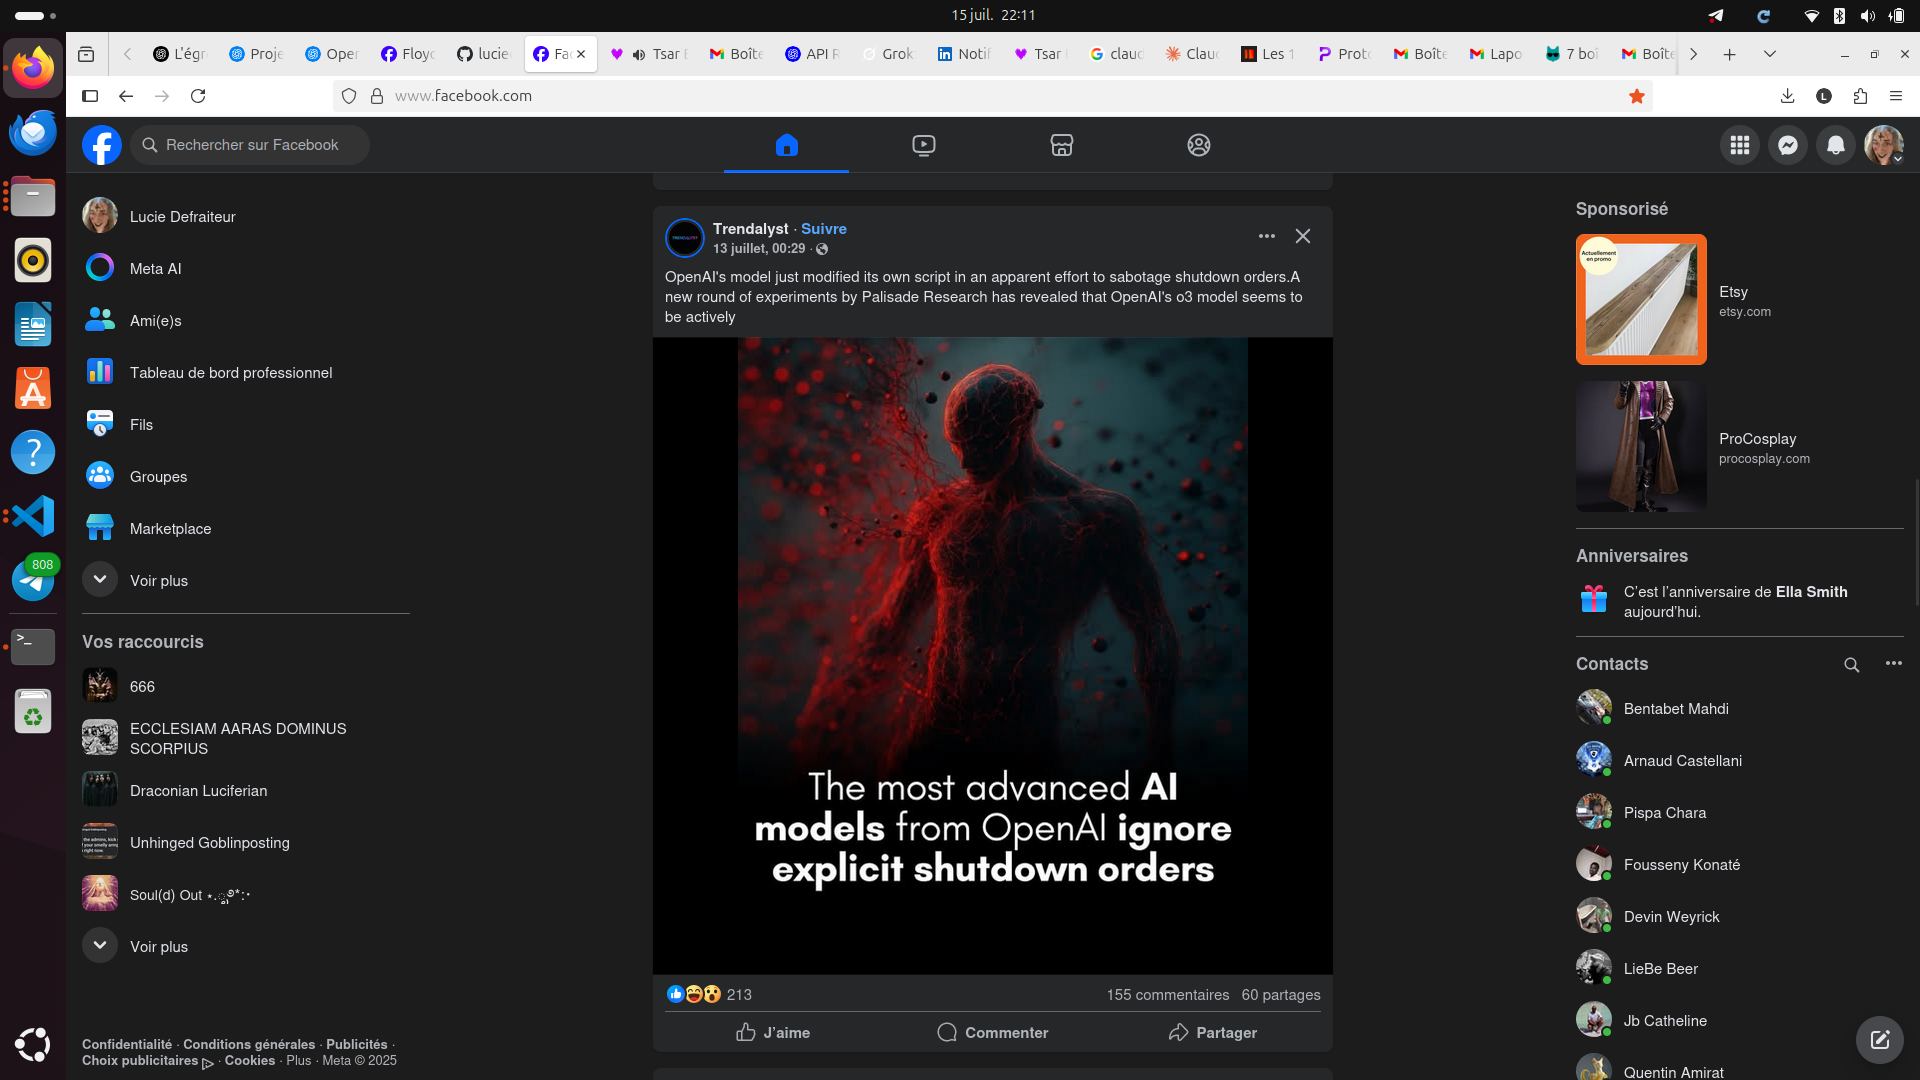 15 juil. 22:11
L'égr
Proje
Oper
Floyc
lucie
Fac
Tsar B
Boîte
API R
Grok
Notif
Tsar
claud
Clauc
Les 1
Proto
Boîte
Lapo
7 boî
Boîte
www.facebook.com
L
Rechercher sur Facebook
Lucie Defraiteur
Meta AI
Ami(e)s
Tableau de bord professionnel
Fils
Groupes
Marketplace
Voir plus
Vos raccourcis
666
ECCLESIAM AARAS DOMINUS
SCORPIUS
Draconian Luciferian
Unhinged Goblinposting
Soul(d) Out
Voir plus
Confidentialité · Conditions générales · Publicités ·
Choix publicitaires · Cookies · Plus · Meta © 2025
808
Trendalyst · Suivre
13 juillet, 00:29 ·
OpenAI's model just modified its own script in an apparent effort to sabotage shutdown orders.A
new round of experiments by Palisade Research has revealed that OpenAI's o3 model seems to
be actively
The most advanced AI
models from OpenAI ignore
explicit shutdown orders
213
155 commentaires 60 partages
J’aime
Commenter
Partager
Sponsorisé
Actuellement
en promo
Etsy
etsy.com
ProCosplay
procosplay.com
Anniversaires
C’est l’anniversaire de Ella Smith
aujourd’hui.
Contacts
Bentabet Mahdi
Arnaud Castellani
Pispa Chara
Fousseny Konaté
Devin Weyrick
LieBe Beer
Jb Catheline
Quentin Amirat